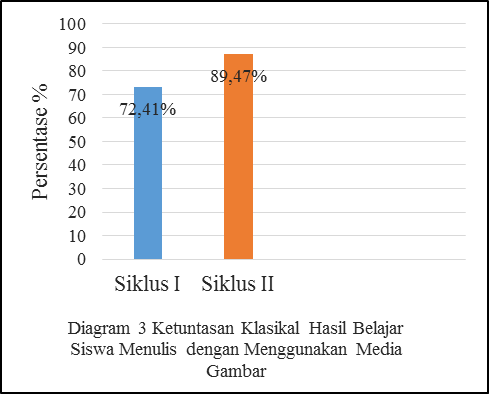 100
90
80
70
60
50
40
30
20
10
0
Persentase %
72,41%
89,47%
Siklus I
Siklus II
Diagram 3 Ketuntasan Klasikal Hasil Belajar
Siswa Menulis dengan Menggunakan Media
Gambar